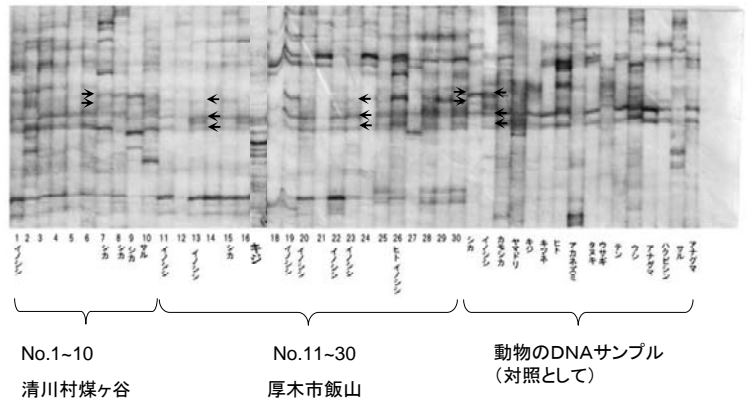 1 2 3 4 5 6 7 8 9 10 11 12 13 14 15 16 18 19 20 21 22 23 24 25 26 27 28 29 30
イノシシ
シカ
シカ
シカ
サル
イノシシ
イノシシ
シカ
キジ
イノシシ
イノシシ
イノシシ
イノシシ
ヒト イノシシ
シカ
イノシシ
カモシカ
ヤマドリ
キジ
キツネ
ヒト
アカネズミ
タヌキ
ウサギ
テン
ウシ
アナグマ
ハクビシン
サル
アナグマ
No.1~10
清川村煤ヶ谷
No.11~30
厚木市飯山
動物のDNAサンプル
（対照として）